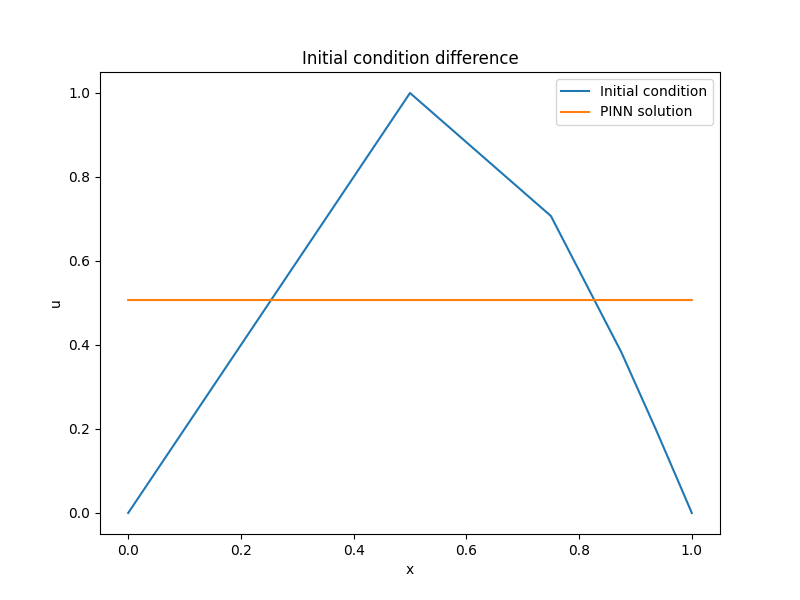 Initial condition difference
Initial condition
PINN solution
1.0
0.8
0.6
0.4
0.2
0.0
u
0.0 0.2 0.4 0.6 0.8 1.0
x